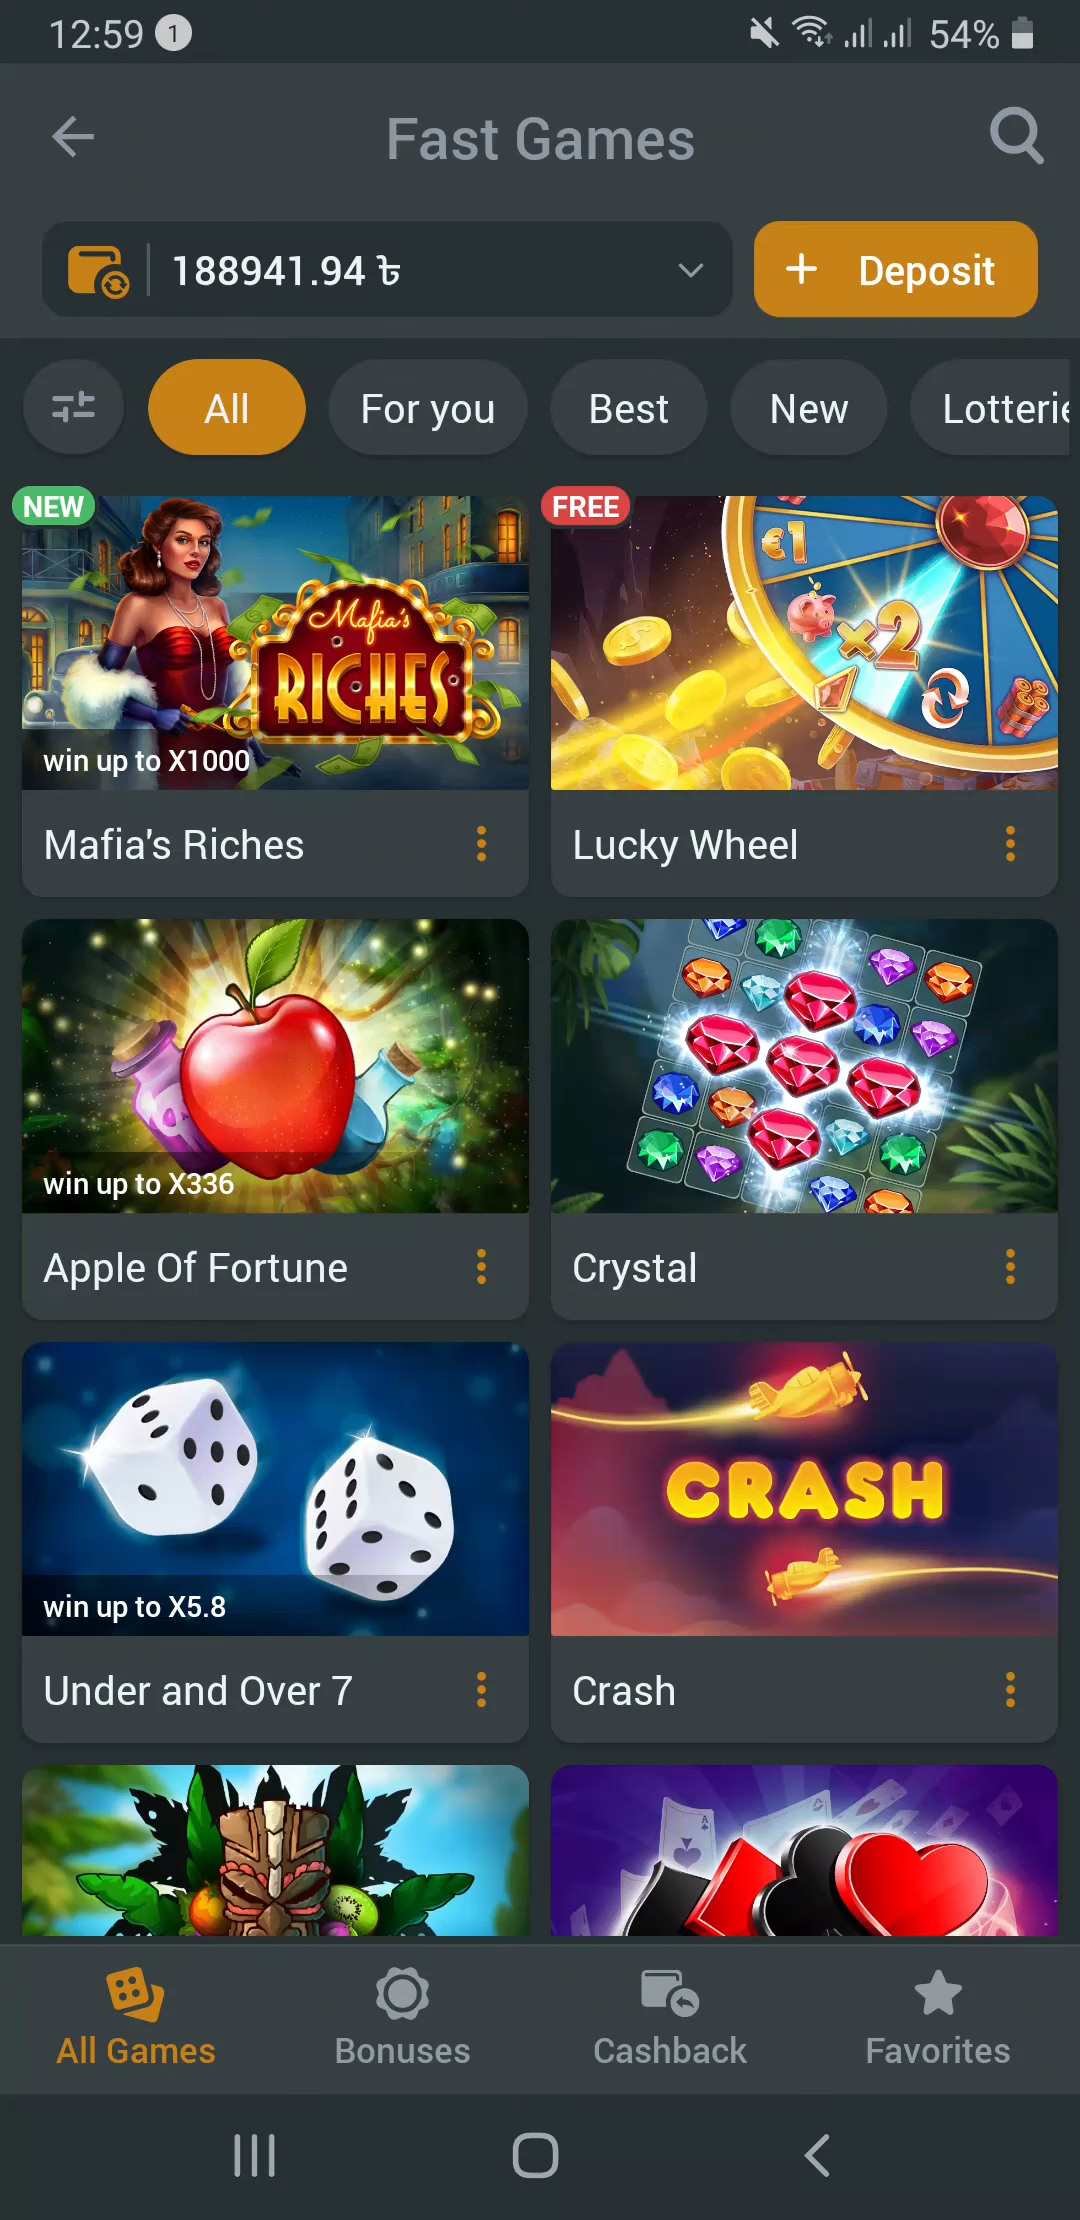 12:59 1 54%
Fast Games
188941.94 ৳
+ Deposit
All For you Best New Lotterie
NEW
FREE
Mafia's
RICHES
win up to X1000
€1
x2
Mafia's Riches
Lucky Wheel
win up to X336
Apple Of Fortune
Crystal
CRASH
win up to X5.8
Under and Over 7
Crash
A
All Games Bonuses Cashback Favorites